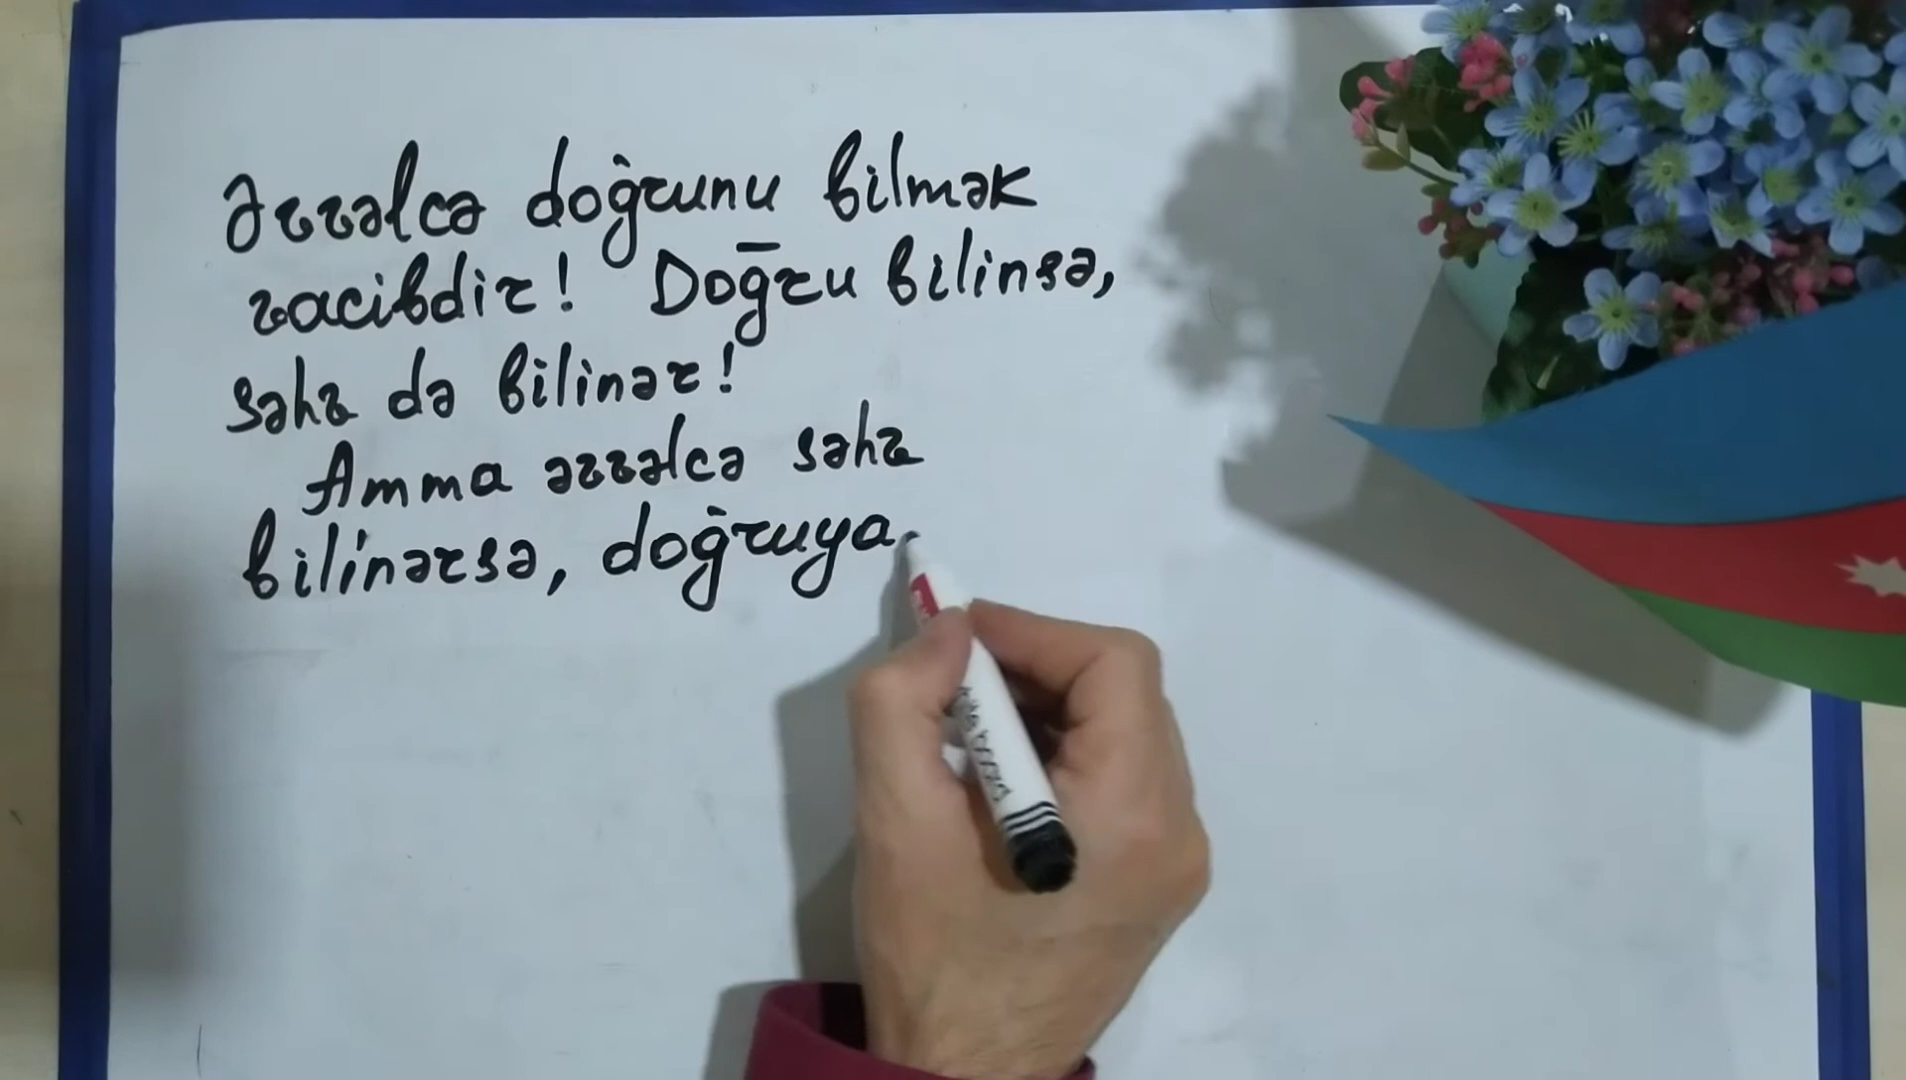 Əvvəlcə doğrunu bilmək
vacibdir! Doğru bilinsə,
səhv də bilinər!
Amma əvvəlcə səhv
bilinərsə, doğruya